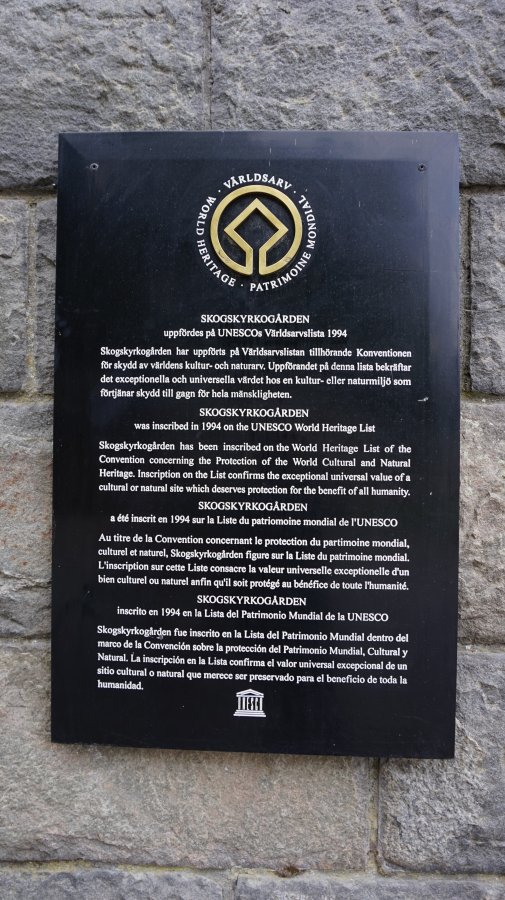 VÄRLDSARV · PATRIMOINE MONDIAL · WORLD HERITAGE ·
SKOGSKYRKOGÅRDEN
uppfördes på UNESCOs Världsarvslista 1994
Skogskyrkogården har uppförts på Världsarvslistan tillhörande Konventionen
för skydd av världens kultur- och naturarv. Uppförandet på denna lista bekräftar
det exceptionella och universella värdet hos en kultur- eller naturmiljö som
förtjänar skydd till gagn för hela mänskligheten.
SKOGSKYRKOGÅRDEN
was inscribed in 1994 on the UNESCO World Heritage List
Skogskyrkogården has been inscribed on the World Heritage List of the
Convention concerning the Protection of the World Cultural and Natural
Heritage. Inscription on the List confirms the exceptional universal value of a
cultural or natural site which deserves protection for the benefit of all humanity.
SKOGSKYRKOGÅRDEN
a été inscrit en 1994 sur la Liste du patriomoine mondial de l'UNESCO
Au titre de la Convention concernant le protection du partimoine mondial,
culturel et naturel, Skogskyrkogården figure sur la Liste du patrimoine mondial.
L'inscription sur cette Liste consacre la valeur universelle exceptionelle d'un
bien culturel ou naturel anfin qu'il soit protégé au bénéfice de toute l'humanité.
SKOGSKYRKOGÅRDEN
inscrito en 1994 en la Lista del Patrimonio Mundial de la UNESCO
Skogskyrkogården fue inscrito en la Lista del Patrimonio Mundial dentro del
marco de la Convención sobre la protección del Patrimonio Mundial, Cultural y
Natural. La inscripción en la Lista confirma el valor universal excepcional de un
sitio cultural o natural que merece ser preservado para el beneficio de toda la
humanidad.
UNESCO